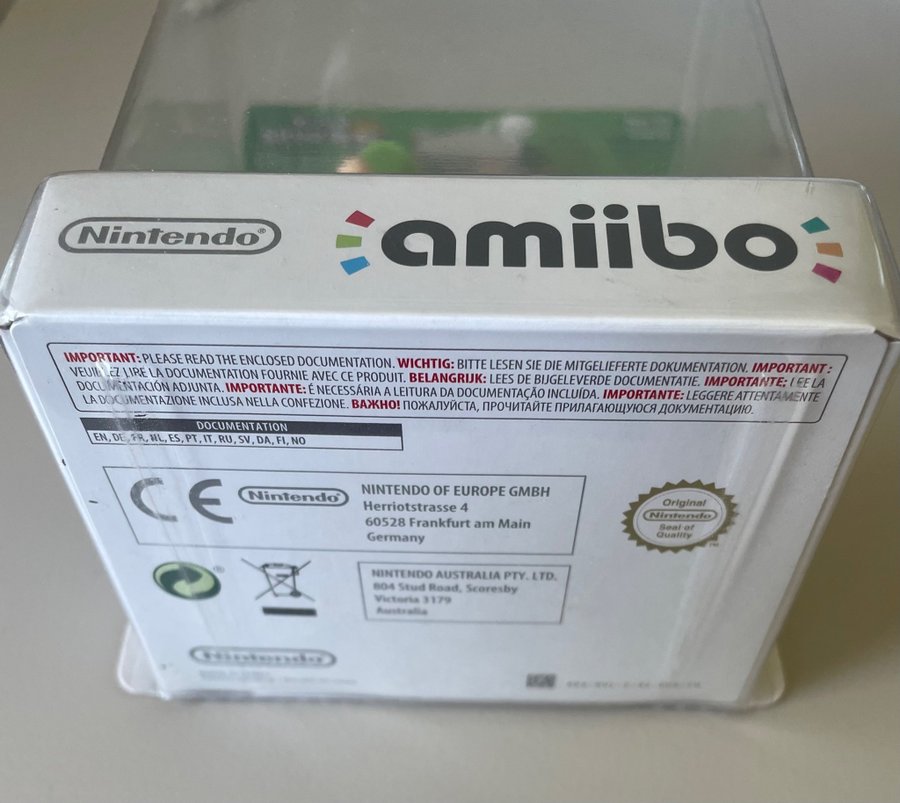 Nintendo®
amiibo
IMPORTANT: PLEASE READ THE ENCLOSED DOCUMENTATION. WICHTIG: BITTE LESEN SIE DIE MITGELIEFERTE DOKUMENTATION. IMPORTANT :
VEUILLEZ LIRE LA DOCUMENTATION FOURNIE AVEC CE PRODUIT. BELANGRIJK: LEES DE BIJGELEVERDE DOCUMENTATIE. IMPORTANTE: LEE LA
DOCUMENTACIÓN ADJUNTA. IMPORTANTE: É NECESSÁRIA A LEITURA DA DOCUMENTAÇÃO INCLUÍDA. IMPORTANTE: LEGGERE ATTENTAMENTE
LA DOCUMENTAZIONE INCLUSA NELLA CONFEZIONE. ВАЖНО! ПОЖАЛУЙСТА, ПРОЧИТАЙТЕ ПРИЛАГАЮЩУЮСЯ ДОКУМЕНТАЦИЮ.
DOCUMENTATION
EN, DE, FR, NL, ES, PT, IT, RU, SV, DA, FI, NO
CE
Nintendo®
NINTENDO OF EUROPE GMBH
Herriotstrasse 4
60528 Frankfurt am Main
Germany
Original
Nintendo®
Seal of
Quality
TM
®
NINTENDO AUSTRALIA PTY. LTD.
804 Stud Road, Scoresby
Victoria 3179
Australia
Nintendo®